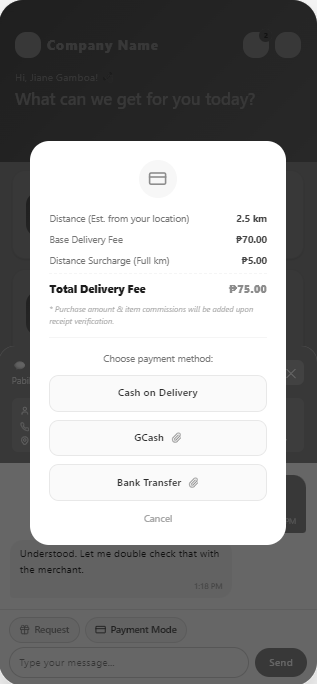 Company Name
2
Hi, Jiane Gamboa!
What can we get for you today?
Distance (Est. from your location) 2.5 km
Base Delivery Fee ₱70.00
Distance Surcharge (Full km) ₱5.00
Total Delivery Fee ₱75.00
* Purchase amount & item commissions will be added upon
receipt verification.
Choose payment method:
Cash on Delivery
GCash
Bank Transfer
Cancel
PM
Understood. Let me double check that with
the merchant.
1:18 PM
Request
Payment Mode
Type your message...
Send